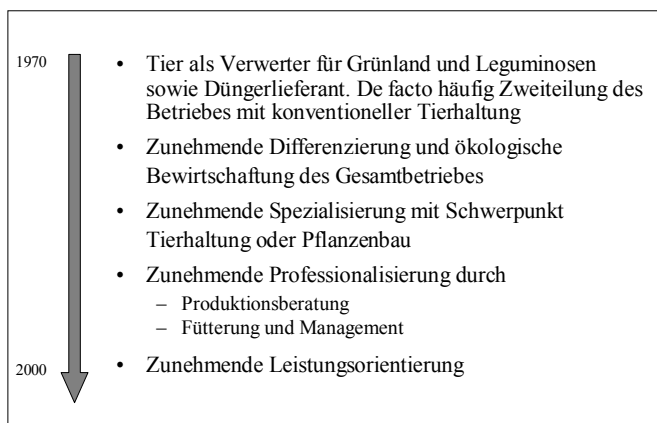 1970
• Tier als Verwerter für Grünland und Leguminosen
sowie Düngerlieferant. De facto häufig Zweiteilung des
Betriebes mit konventioneller Tierhaltung
• Zunehmende Differenzierung und ökologische
Bewirtschaftung des Gesamtbetriebes
• Zunehmende Spezialisierung mit Schwerpunkt
Tierhaltung oder Pflanzenbau
• Zunehmende Professionalisierung durch
– Produktionsberatung
– Fütterung und Management
2000
• Zunehmende Leistungsorientierung